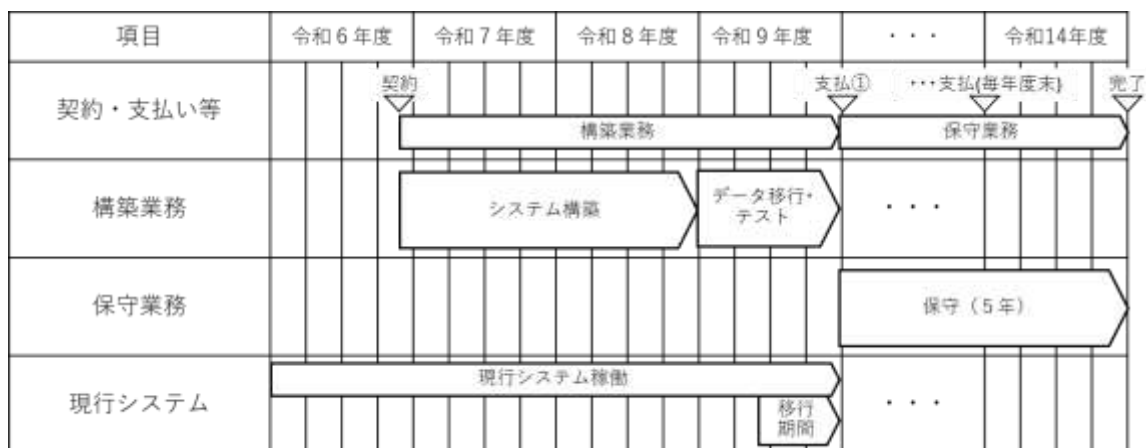 項目 令和6年度 令和7年度 令和8年度 令和9年度 ・・・ 令和14年度
契約・支払い等
契約 支払① ・・・支払(毎年度末) 完了
構築業務 保守業務
構築業務
システム構築
データ移行・
テスト
・・・
保守業務
保守（５年）
現行システム
現行システム稼働
移行
期間
・・・